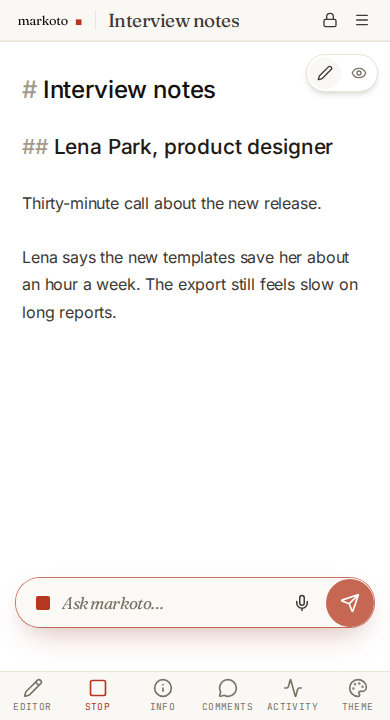 markoto
Interview notes
# Interview notes
## Lena Park, product designer
Thirty-minute call about the new release.
Lena says the new templates save her about
an hour a week. The export still feels slow on
long reports.
Ask markoto...
EDITOR
STOP
INFO
COMMENTS
ACTIVITY
THEME